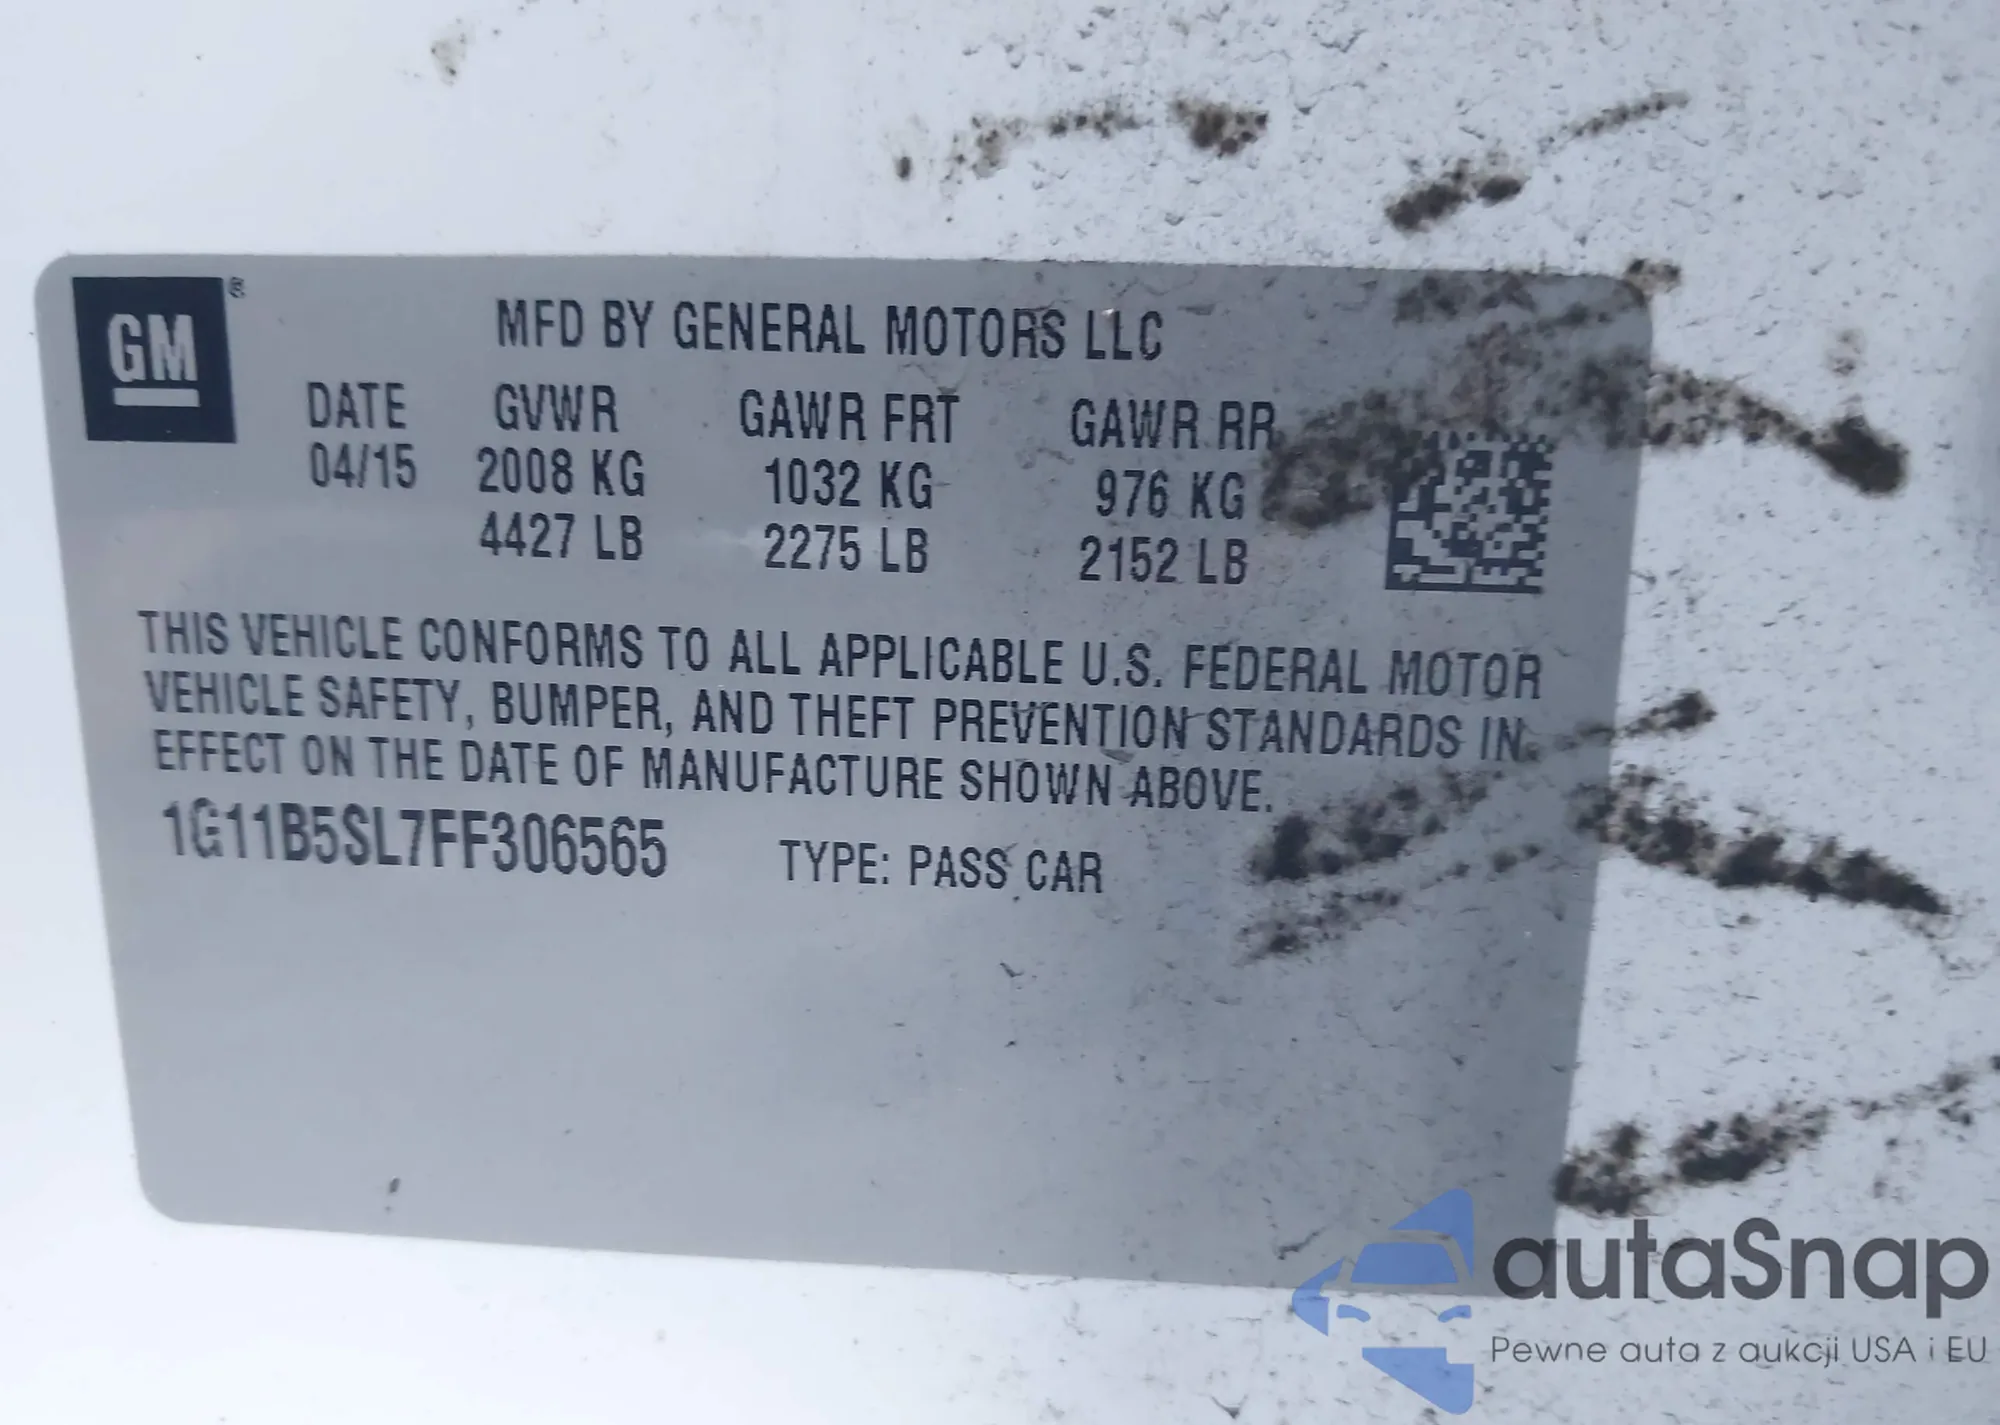 GM ®
MFD BY GENERAL MOTORS LLC
DATE GVWR GAWR FRT GAWR RR
04/15 2008 KG 1032 KG 976 KG
4427 LB 2275 LB 2152 LB
THIS VEHICLE CONFORMS TO ALL APPLICABLE U.S. FEDERAL MOTOR
VEHICLE SAFETY, BUMPER, AND THEFT PREVENTION STANDARDS IN
EFFECT ON THE DATE OF MANUFACTURE SHOWN ABOVE.
1G11B5SL7FF306565 TYPE: PASS CAR
autaSnap
Pewne auta z aukcji USA i EU